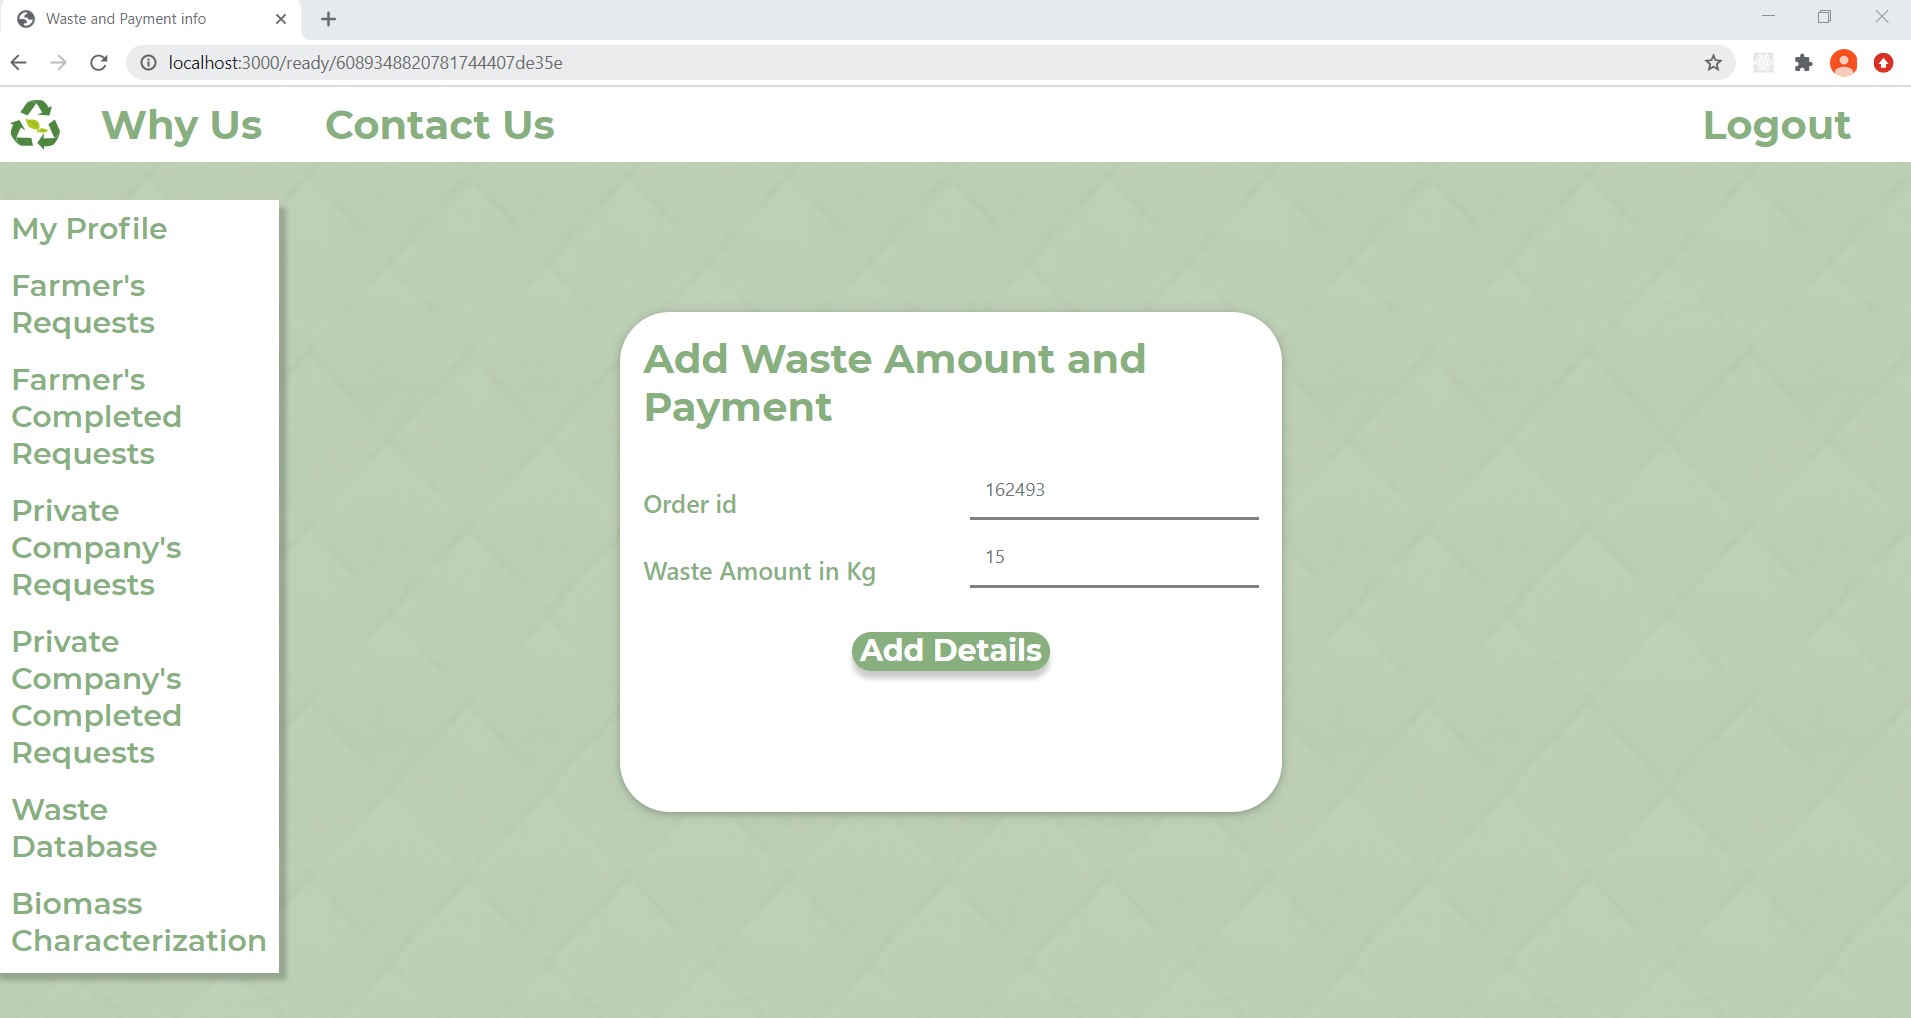 Waste and Payment info
localhost:3000/ready/6089348820781744407de35e
Why Us
Contact Us
Logout
My Profile
Farmer's
Requests
Farmer's
Completed
Requests
Private
Company's
Requests
Private
Company's
Completed
Requests
Waste
Database
Biomass
Characterization
Add Waste Amount and
Payment
Order id
162493
Waste Amount in Kg
15
Add Details